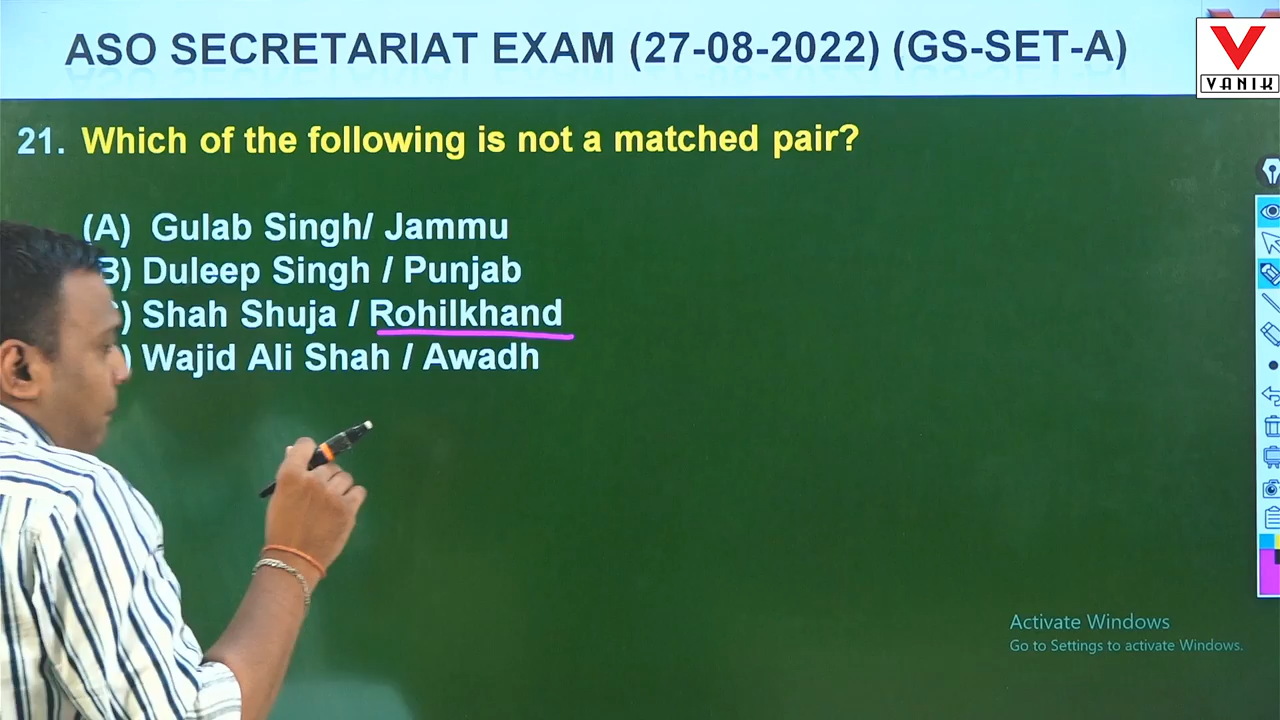 ASO SECRETARIAT EXAM (27-08-2022) (GS-SET-A)
VANIK
21. Which of the following is not a matched pair?
(A) Gulab Singh/ Jammu
B) Duleep Singh / Punjab
) Shah Shuja / Rohilkhand
) Wajid Ali Shah / Awadh
Activate Windows
Go to Settings to activate Windows.